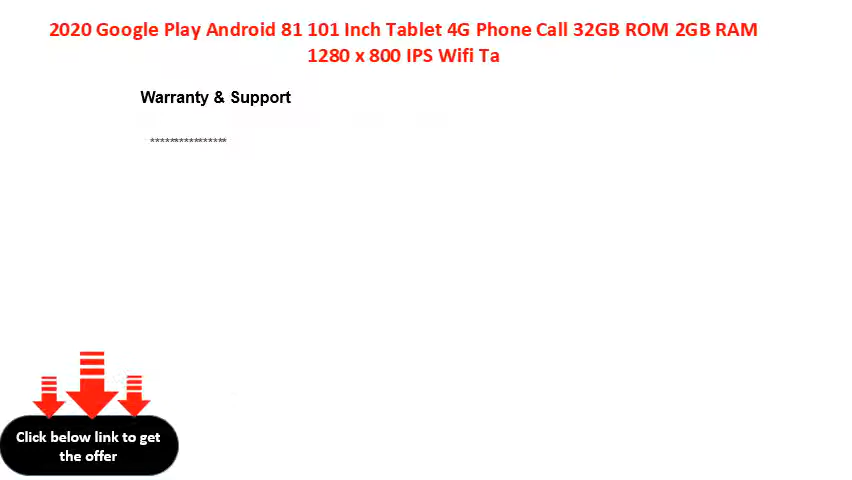 2020 Google Play Android 81 101 Inch Tablet 4G Phone Call 32GB ROM 2GB RAM
1280 x 800 IPS Wifi Ta
Warranty & Support
****************
Click below link to get
the offer